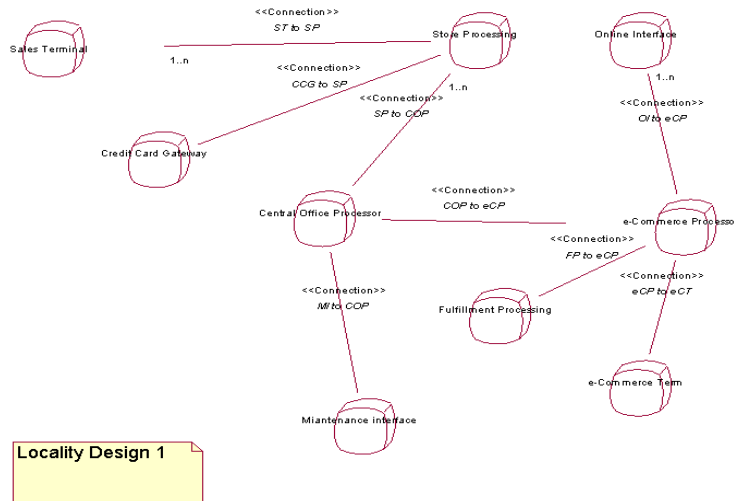 <<Connection>>
ST to SP
Sales Terminal
Store Processing
Online Interface
1..n
<<Connection>>
CCG to SP
1..n
1..n
<<Connection>>
SP to COP
<<Connection>>
OI to eCP
Credit Card Gateway
<<Connection>>
COP to eCP
Central Office Processor
e-Commerce Processo
<<Connection>>
FP to eCP
<<Connection>>
eCP to eCT
<<Connection>>
MI to COP
Fulfillment Processing
e-Commerce Term
Miantenance interface
Locality Design 1